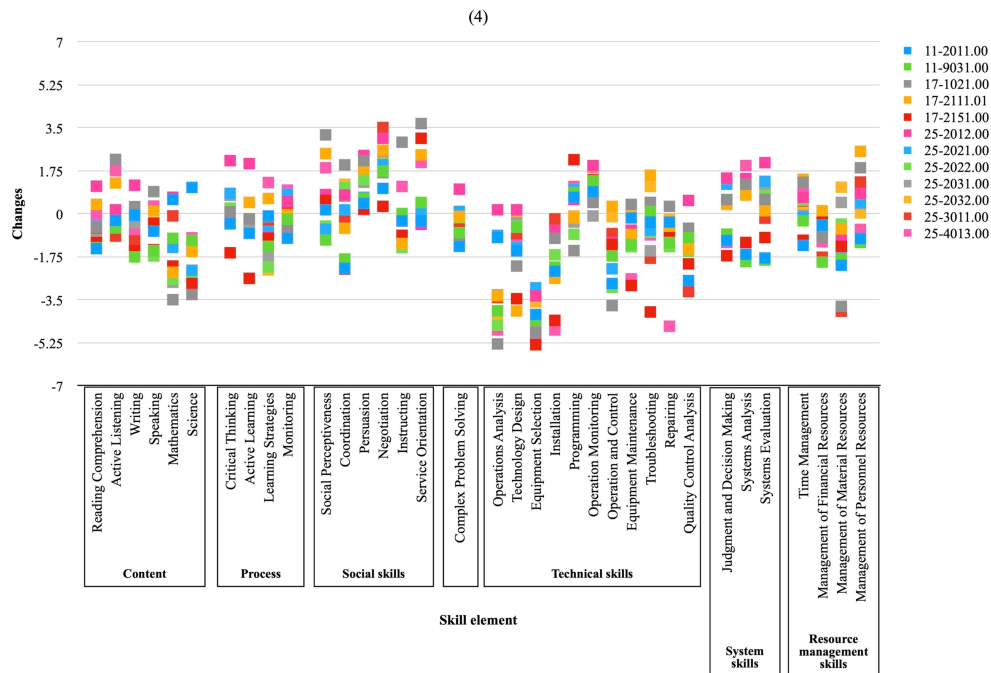 (4)
7
5.25
3.5
1.75
0
-1.75
-3.5
-5.25
-7
Changes
11-2011.00
11-9031.00
17-1021.00
17-2111.01
17-2151.00
25-2012.00
25-2021.00
25-2022.00
25-2031.00
25-2032.00
25-3011.00
25-4013.00
Reading Comprehension
Active Listening
Writing
Speaking
Mathematics
Science
Content
Critical Thinking
Active Learning
Learning Strategies
Monitoring
Process
Social Perceptiveness
Coordination
Persuasion
Negotiation
Instructing
Service Orientation
Social skills
Complex Problem Solving
Operations Analysis
Technology Design
Equipment Selection
Installation
Programming
Operation Monitoring
Operation and Control
Equipment Maintenance
Troubleshooting
Repairing
Quality Control Analysis
Technical skills
Judgment and Decision Making
Systems Analysis
Systems Evaluation
System
skills
Time Management
Management of Financial Resources
Management of Material Resources
Management of Personnel Resources
Resource
management
skills
Skill element